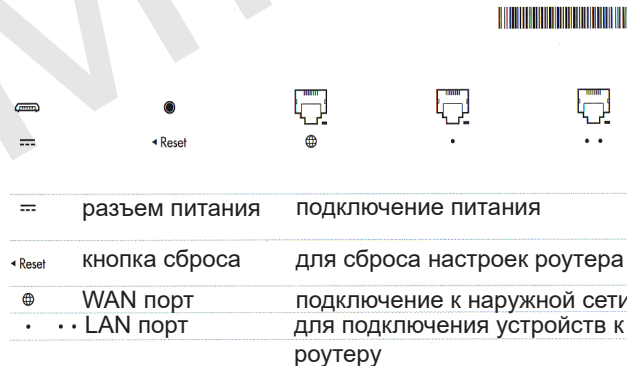 ◂ Reset
разъем питания подключение питания
◂ Reset кнопка сброса для сброса настроек роутера
WAN порт подключение к наружной сети
• •• LAN порт для подключения устройств к
роутеру